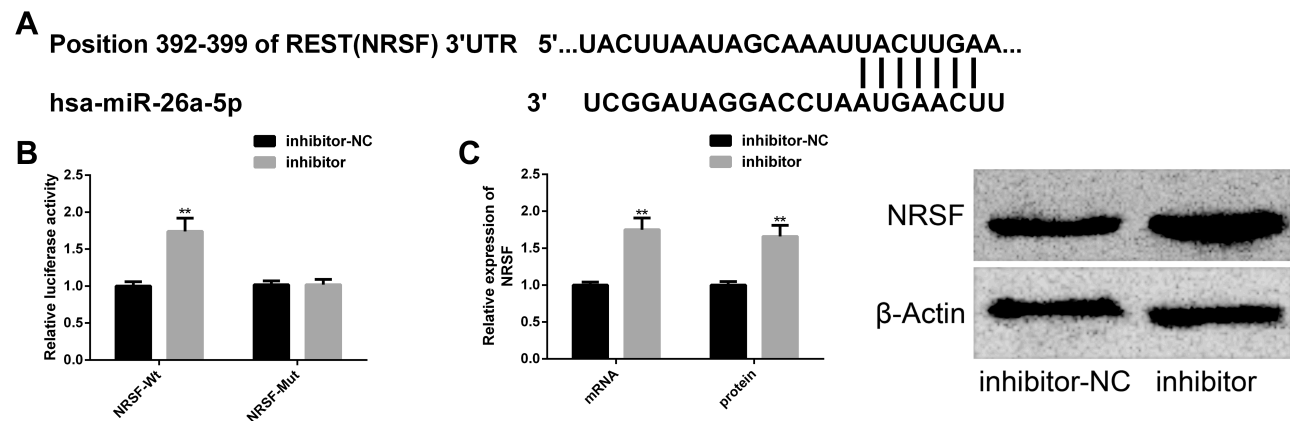 A
Position 392-399 of REST(NRSF) 3'UTR 5'...UACUUAAUAGCAAAUUACUUGAA...
hsa-miR-26a-5p 3' UCGGAUAGGACCUAAUGAACUU
B
inhibitor-NC
inhibitor
Relative luciferase activity
2.5
2.0
1.5
1.0
0.5
0.0
**
NRSF-Wt
NRSF-Mut
C
inhibitor-NC
inhibitor
Relative expression of
NRSF
2.5
2.0
1.5
1.0
0.5
0.0
**
**
mRNA
protein
NRSF
β-Actin
inhibitor-NC inhibitor